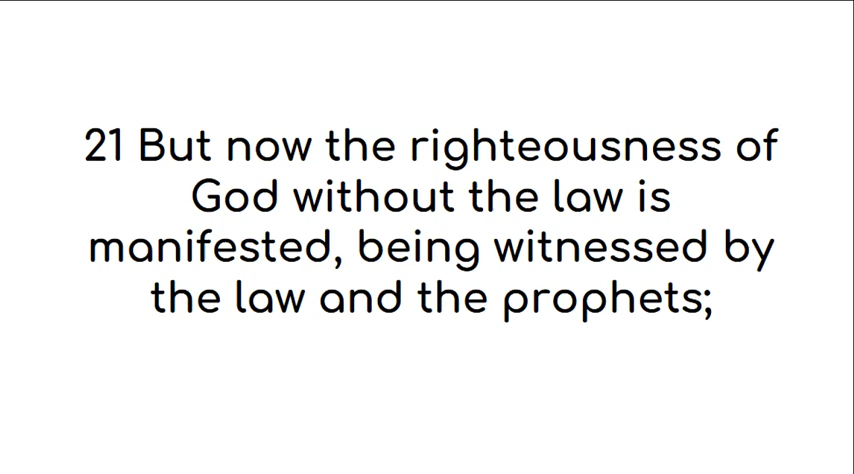 21 But now the righteousness of
God without the law is
manifested, being witnessed by
the law and the prophets;